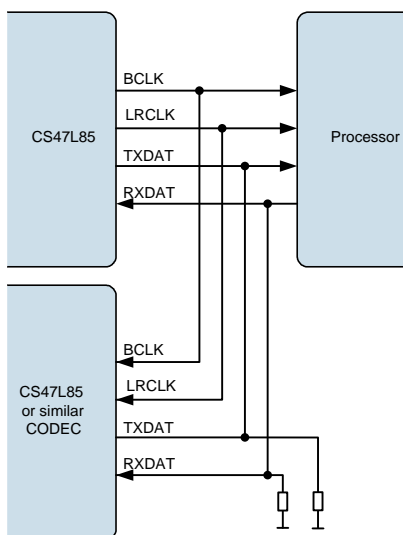 BCLK
LRCLK
CS47L85
Processor
TXDAT
RXDAT
BCLK
LRCLK
CS47L85
or similar
CODEC
TXDAT
RXDAT